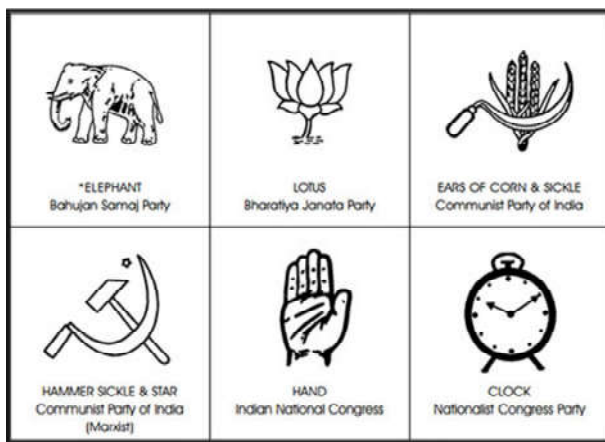 *ELEPHANT
Bahujan Samaj Party
LOTUS
Bharatiya Janata Party
EARS OF CORN & SICKLE
Communist Party of India
HAMMER SICKLE & STAR
Communist Party of India
(Marxist)
HAND
Indian National Congress
CLOCK
Nationalist Congress Party